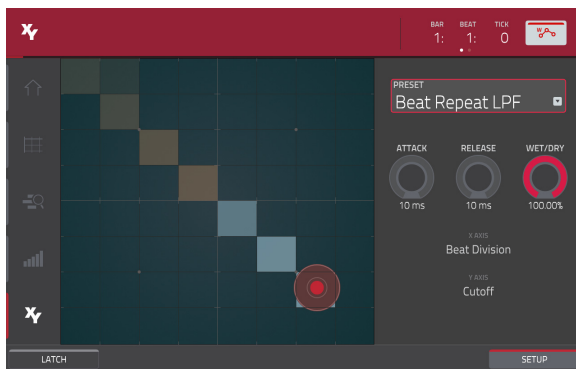 XY
BAR BEAT TICK
1: 1: 0
W
PRESET
Beat Repeat LPF
ATTACK RELEASE WET/DRY
10 ms 10 ms 100.00%
X AXIS
Beat Division
Y AXIS
Cutoff
XY
LATCH SETUP